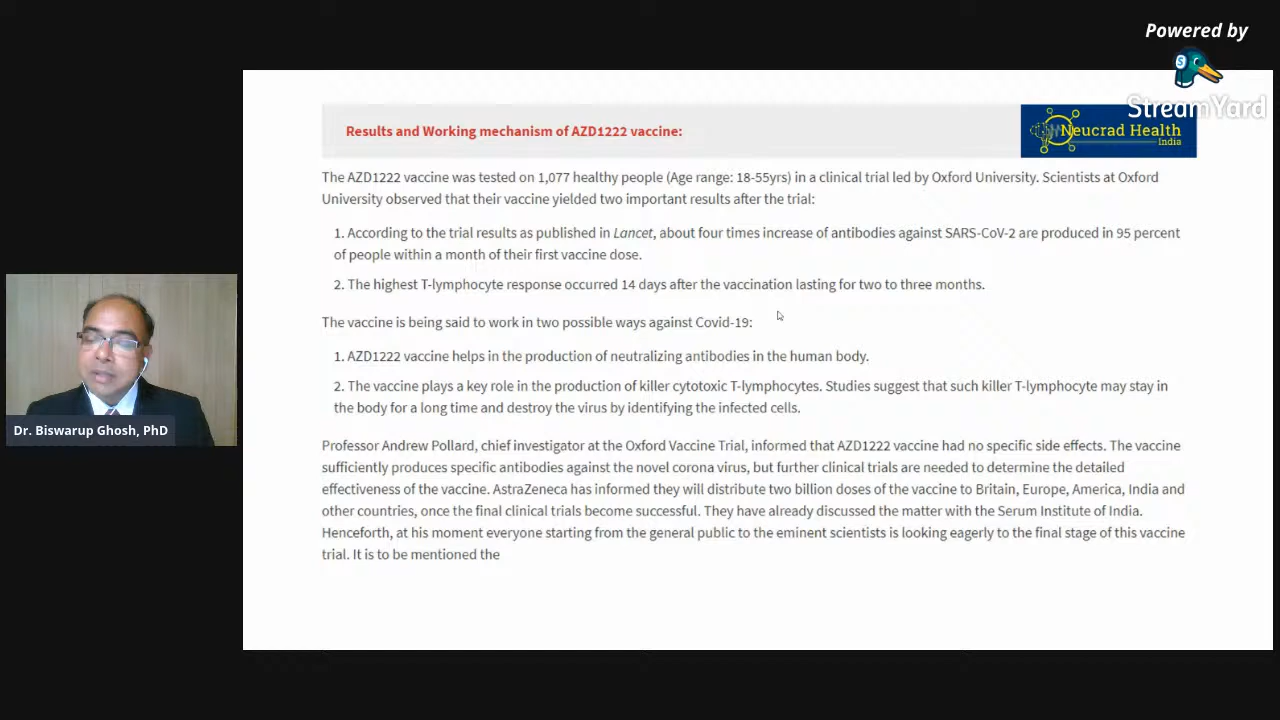 Powered by
StreamYard
Results and Working mechanism of AZD1222 vaccine:
Neucrad Health
India
The AZD1222 vaccine was tested on 1,077 healthy people (Age range: 18-55yrs) in a clinical trial led by Oxford University. Scientists at Oxford
University observed that their vaccine yielded two important results after the trial:
1. According to the trial results as published in Lancet, about four times increase of antibodies against SARS-CoV-2 are produced in 95 percent
of people within a month of their first vaccine dose.
2. The highest T-lymphocyte response occurred 14 days after the vaccination lasting for two to three months.
The vaccine is being said to work in two possible ways against Covid-19:
1. AZD1222 vaccine helps in the production of neutralizing antibodies in the human body.
2. The vaccine plays a key role in the production of killer cytotoxic T-lymphocytes. Studies suggest that such killer T-lymphocyte may stay in
the body for a long time and destroy the virus by identifying the infected cells.
Professor Andrew Pollard, chief investigator at the Oxford Vaccine Trial, informed that AZD1222 vaccine had no specific side effects. The vaccine
sufficiently produces specific antibodies against the novel corona virus, but further clinical trials are needed to determine the detailed
effectiveness of the vaccine. AstraZeneca has informed they will distribute two billion doses of the vaccine to Britain, Europe, America, India and
other countries, once the final clinical trials become successful. They have already discussed the matter with the Serum Institute of India.
Henceforth, at his moment everyone starting from the general public to the eminent scientists is looking eagerly to the final stage of this vaccine
trial. It is to be mentioned the
Dr. Biswarup Ghosh, PhD